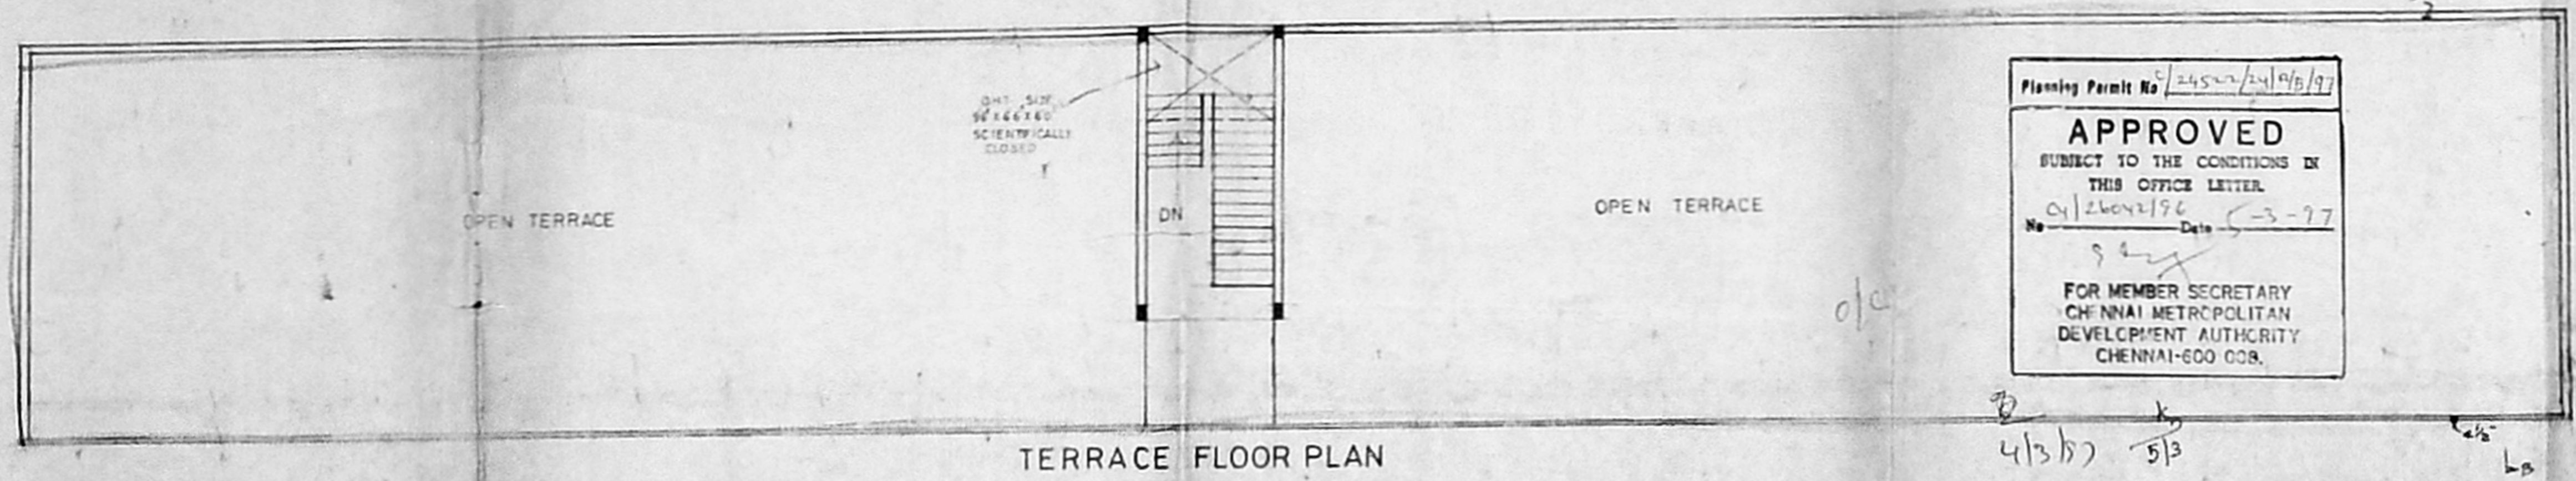 Planning Permit No C/24522/24/A/B/97
APPROVED
SUBJECT TO THE CONDITIONS IN
THIS OFFICE LETTER
No C4/26042/96 Date 5-3-97
FOR MEMBER SECRETARY
CHENNAI METROPOLITAN
DEVELOPMENT AUTHORITY
CHENNAI-600 008.
SIZE
SCIENTIFICALLY
CLOSED
DN
OPEN TERRACE
OPEN TERRACE
TERRACE FLOOR PLAN
4/3/97
5/3